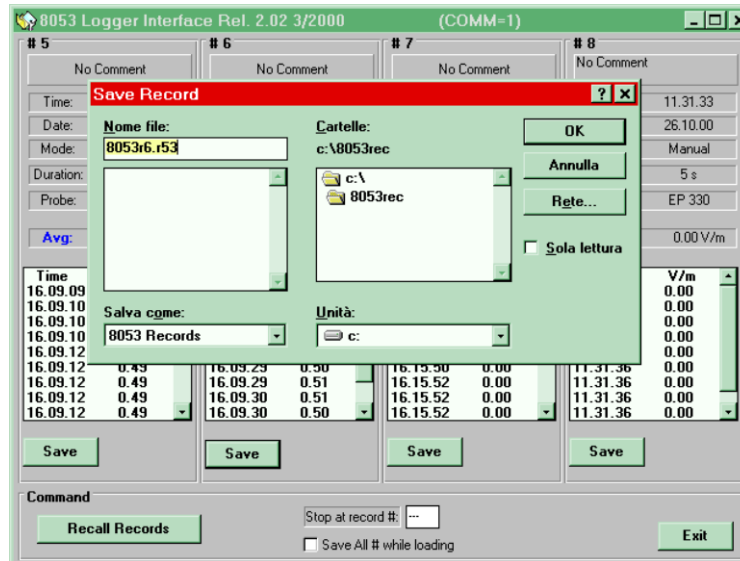 8053 Logger Interface Rel. 2.02 3/2000 (COMM=1)
# 5 # 6 # 7 # 8
No Comment No Comment No Comment No Comment
Save Record
Nome file:
8053r6.r53
Salva come:
8053 Records
Cartelle:
c:\8053rec
c:\
8053rec
Unità:
c:
OK
Annulla
Rete...
Sola lettura
Time: 11.31.33
Date: 26.10.00
Mode: Manual
Duration: 5 s
Probe: EP 330
Avg: 0.00 V/m
Time V/m
16.09.09 0.00
16.09.10 0.00
16.09.10 0.00
16.09.10 0.00
16.09.12 0.00
16.09.12 0.49 16.09.29 0.50 16.15.50 0.00 11.31.36 0.00
16.09.12 0.49 16.09.29 0.51 16.15.52 0.00 11.31.36 0.00
16.09.12 0.49 16.09.30 0.51 16.15.52 0.00 11.31.36 0.00
16.09.12 0.49 16.09.30 0.50 16.15.52 0.00 11.31.36 0.00
Save Save Save Save
Command
Recall Records
Stop at record #: ---
Save All # while loading
Exit